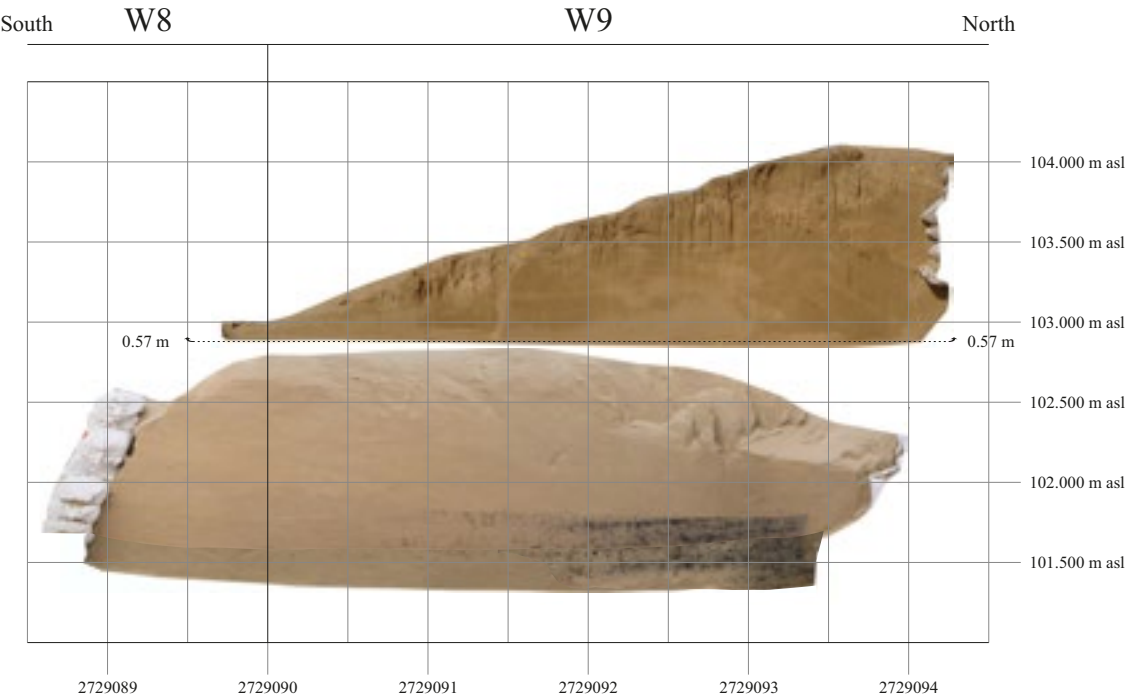 South W8 W9 North
104.000 m asl
103.500 m asl
103.000 m asl
0.57 m 0.57 m
102.500 m asl
102.000 m asl
101.500 m asl
2729089 2729090 2729091 2729092 2729093 2729094